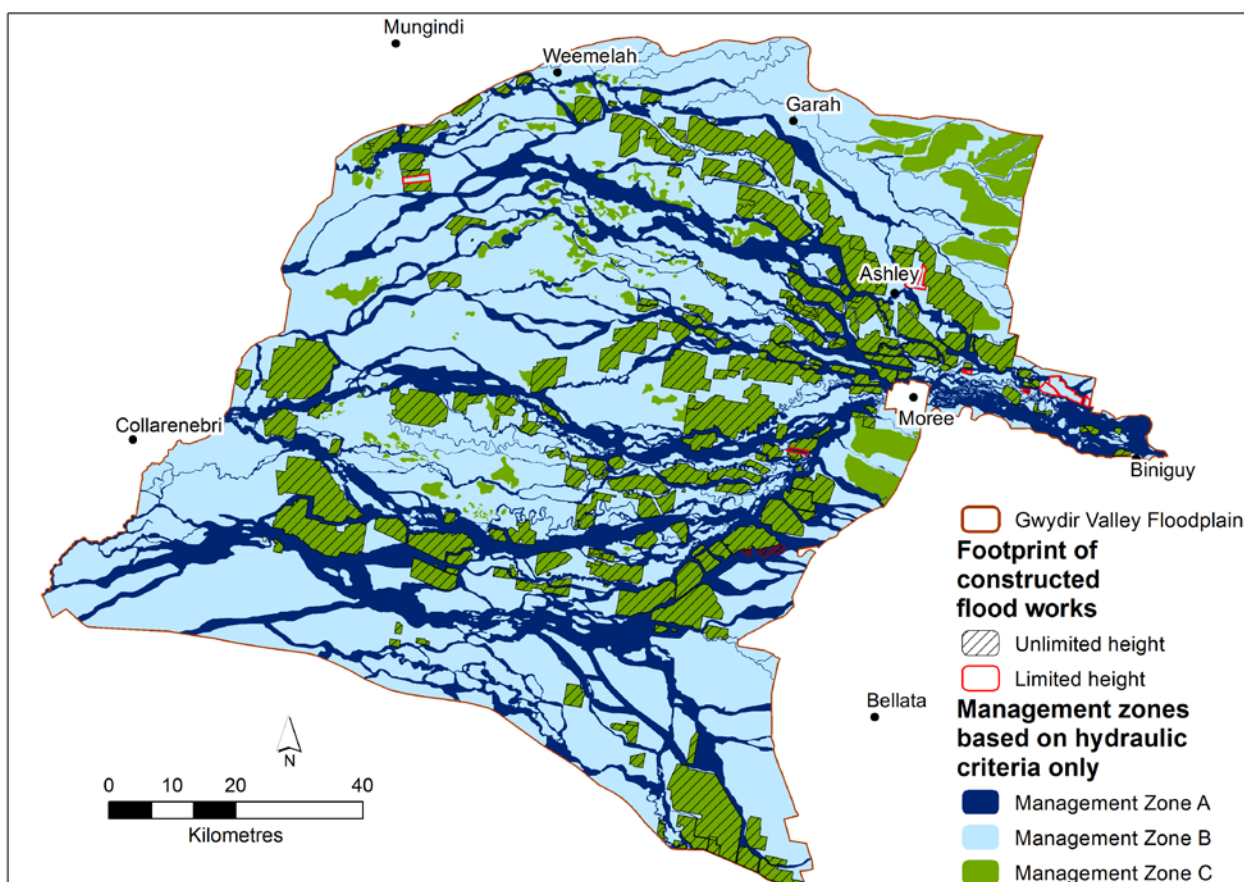 Mungindi
Weemelah
Garah
Ashley
Moree
Collarenebri
Biniguy
Bellata
N
0 10 20 40
Kilometres
Gwydir Valley Floodplain
Footprint of
constructed
flood works
Unlimited height
Limited height
Management zones
based on hydraulic
criteria only
Management Zone A
Management Zone B
Management Zone C